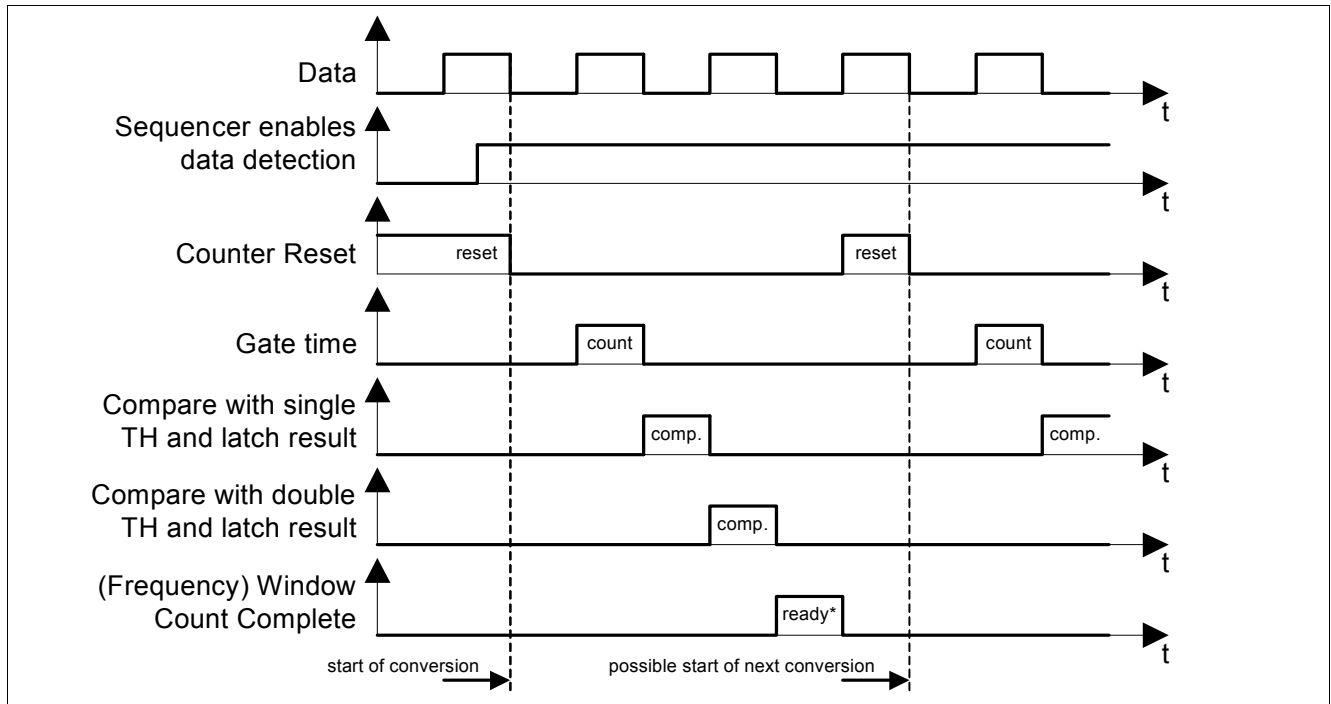 Data
t
Sequencer enables
data detection
t
Counter Reset
reset
reset
t
Gate time
count
count
t
Compare with single
TH and latch result
comp.
comp.
t
Compare with double
TH and latch result
comp.
t
(Frequency) Window
Count Complete
ready*
t
start of conversion
possible start of next conversion